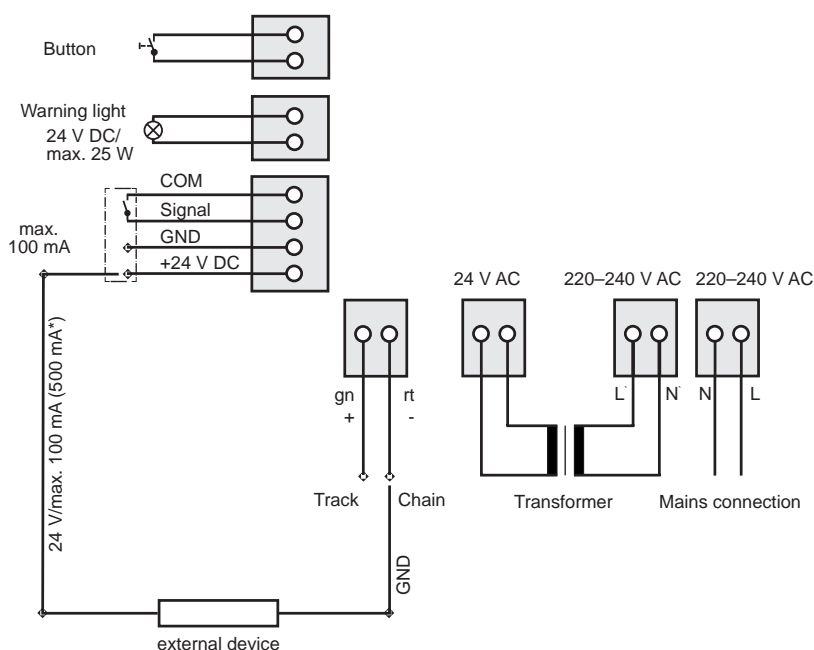 Button
Warning light
24 V DC/
max. 25 W
COM
Signal
GND
+24 V DC
max.
100 mA
24 V/max. 100 mA (500 mA*)
gn
+
rt
-
Track
Chain
GND
external device
24 V AC
220–240 V AC
220–240 V AC
L`
N`
N
L
Transformer
Mains connection